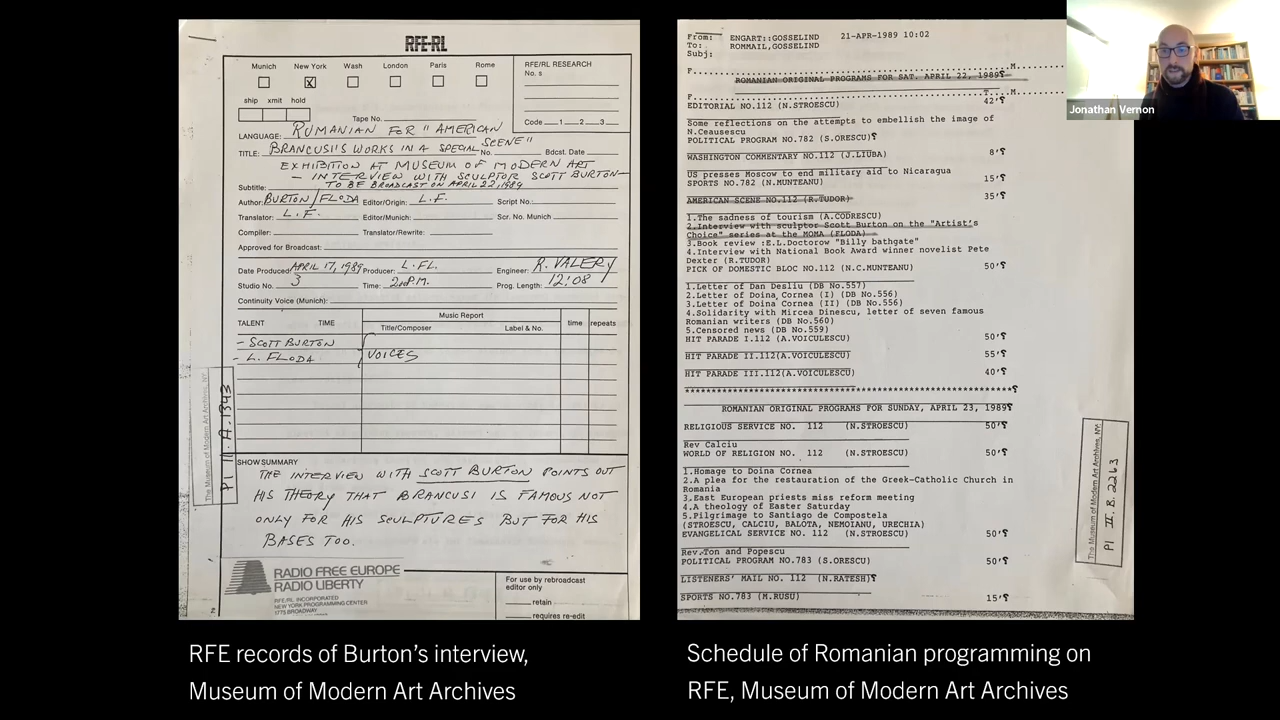 RFE-RL
Munich New York Wash London Paris Rome
X
RFE/RL RESEARCH
No. s
ship xmit hold
Code 1 2 3
Tape No.
LANGUAGE: RUMANIAN FOR "AMERICAN
SCENE"
TITLE: BRANCUSI'S WORKS IN A SPECIAL No. Bdcst. Date
EXHIBITION AT MUSEUM OF MODERN ART
— INTERVIEW WITH SCULPTOR SCOTT BURTON—
Subtitle: TO BE BROADCAST ON APRIL 22, 1989
Author: BURTON/FLODA Editor/Origin: L.F. Script No.:
Translator: L.F. Editor/Munich: Scr. No. Munich
Compiler: Translator/Rewrite:
Approved for Broadcast:
Date Produced: APRIL 17, 1989 Producer: L.FL. Engineer: R. VALERY
Studio No. 3 Time: P.M. Prog. Length: 12:08
Continuity Voice (Munich):
TALENT TIME Music Report
Title/Composer Label & No. time repeats
- SCOTT BURTON
- L. FLODA VOICES
SHOW SUMMARY
THE INTERVIEW WITH SCOTT BURTON POINTS OUT
HIS THEORY THAT BRANCUSI IS FAMOUS NOT
ONLY FOR HIS SCULPTURES BUT FOR HIS
BASES TOO.
RADIO FREE EUROPE
RADIO LIBERTY
RFE/RL INCORPORATED
NEW YORK PROGRAMMING CENTER
1775 BROADWAY
For use by rebroadcast
editor only
retain
requires re-edit
2
The Museum of Modern Art Archives, NY
PI II.A.1343
From: ENGART::GOSSELIND 21-APR-1989 10:02
To: ROMMAIL,GOSSELIND
Subj:
F M
ROMANIAN ORIGINAL PROGRAMS FOR SAT. APRIL 22, 1989
F T M
EDITORIAL NO.112 (N.STROESCU) 42'
Some reflections on the attempts to embellish the image of
N.Ceausescu
POLITICAL PROGRAM NO.782 (S.ORESCU)
WASHINGTON COMMENTARY NO.112 (J.LIUBA) 8'
US presses Moscow to end military aid to Nicaragua
SPORTS NO.782 (N.MUNTEANU) 15'
AMERICAN SCENE NO.112 (R.TUDOR) 35'
1.The sadness of tourism (A.CODRESCU)
2.Interview with sculptor Scott Burton on the "Artist's
Choice" series at the MOMA (FLODA)
3.Book review :E.L.Doctorow "Billy bathgate"
4.Interview with National Book Award winner novelist Pete
Dexter (R.TUDOR)
PICK OF DOMESTIC BLOC NO.112 (N.C.MUNTEANU) 50'
1.Letter of Dan Desliu (DB No.557)
2.Letter of Doina Cornea (I) (DB No.556)
3.Letter of Doina Cornea (II) (DB No.556)
4.Solidarity with Mircea Dinescu, letter of seven famous
Romanian writers (DB No.560)
5.Censored news (DB No.559)
HIT PARADE I.112 (A.VOICULESCU) 50'
HIT PARADE II.112(A.VOICULESCU) 55'
HIT PARADE III.112(A.VOICULESCU) 40'
ROMANIAN ORIGINAL PROGRAMS FOR SUNDAY, APRIL 23, 1989
RELIGIOUS SERVICE NO. 112 (N.STROESCU) 50'
Rev Calciu
WORLD OF RELIGION NO. 112 (N.STROESCU) 50'
1.Homage to Doina Cornea
2.A plea for the restauration of the Greek-Catholic Church in
Romania
3.East European priests miss reform meeting
4.A theology of Easter Saturday
5.Pilgrimage to Santiago de Compostela
(STROESCU, CALCIU, BALOTA, NEMOIANU, URECHIA)
EVANGELICAL SERVICE NO. 112 (N.STROESCU) 50'
Rev.Ton and Popescu
POLITICAL PROGRAM NO.783 (S.ORESCU) 50'
LISTENERS' MAIL NO. 112 (N.RATESH)
SPORTS NO.783 (M.RUSU) 15'
The Museum of Modern Art Archives, NY
PI II.B.2263
Jonathan Vernon
RFE records of Burton's interview,
Museum of Modern Art Archives
Schedule of Romanian programming on
RFE, Museum of Modern Art Archives